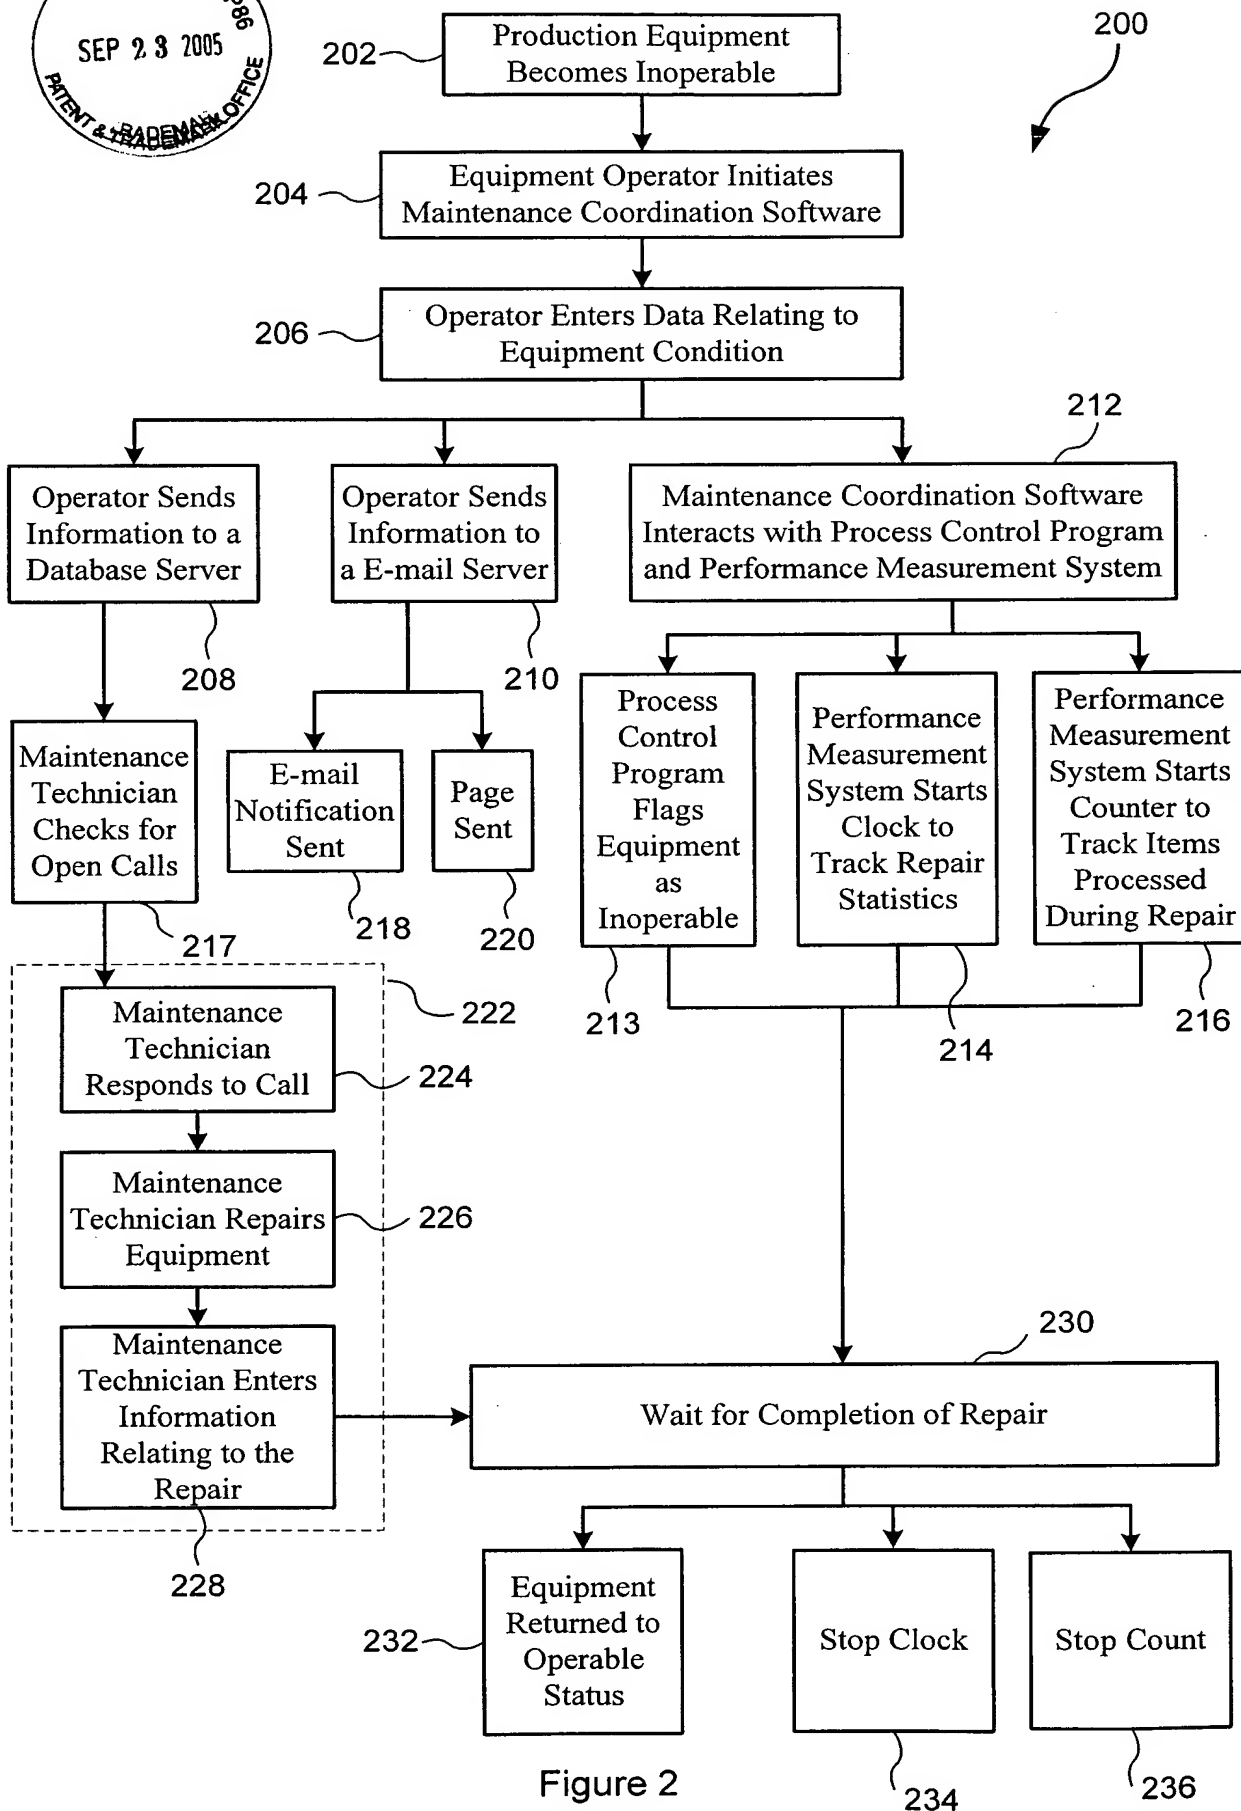 86
SEP 23 2005
PATENT & TRADEMARK OFFICE
200
202
Production Equipment
Becomes Inoperable
204
Equipment Operator Initiates
Maintenance Coordination Software
206
Operator Enters Data Relating to
Equipment Condition
212
Operator Sends
Information to a
Database Server
208
Operator Sends
Information to
a E-mail Server
210
Maintenance Coordination Software
Interacts with Process Control Program
and Performance Measurement System
Maintenance
Technician
Checks for
Open Calls
217
E-mail
Notification
Sent
218
Page
Sent
220
Process
Control
Program
Flags
Equipment
as
Inoperable
213
Performance
Measurement
System Starts
Clock to
Track Repair
Statistics
214
Performance
Measurement
System Starts
Counter to
Track Items
Processed
During Repair
216
222
Maintenance
Technician
Responds to Call
224
Maintenance
Technician Repairs
Equipment
226
Maintenance
Technician Enters
Information
Relating to the
Repair
228
230
Wait for Completion of Repair
232
Equipment
Returned to
Operable
Status
Stop Clock
234
Stop Count
236
Figure 2